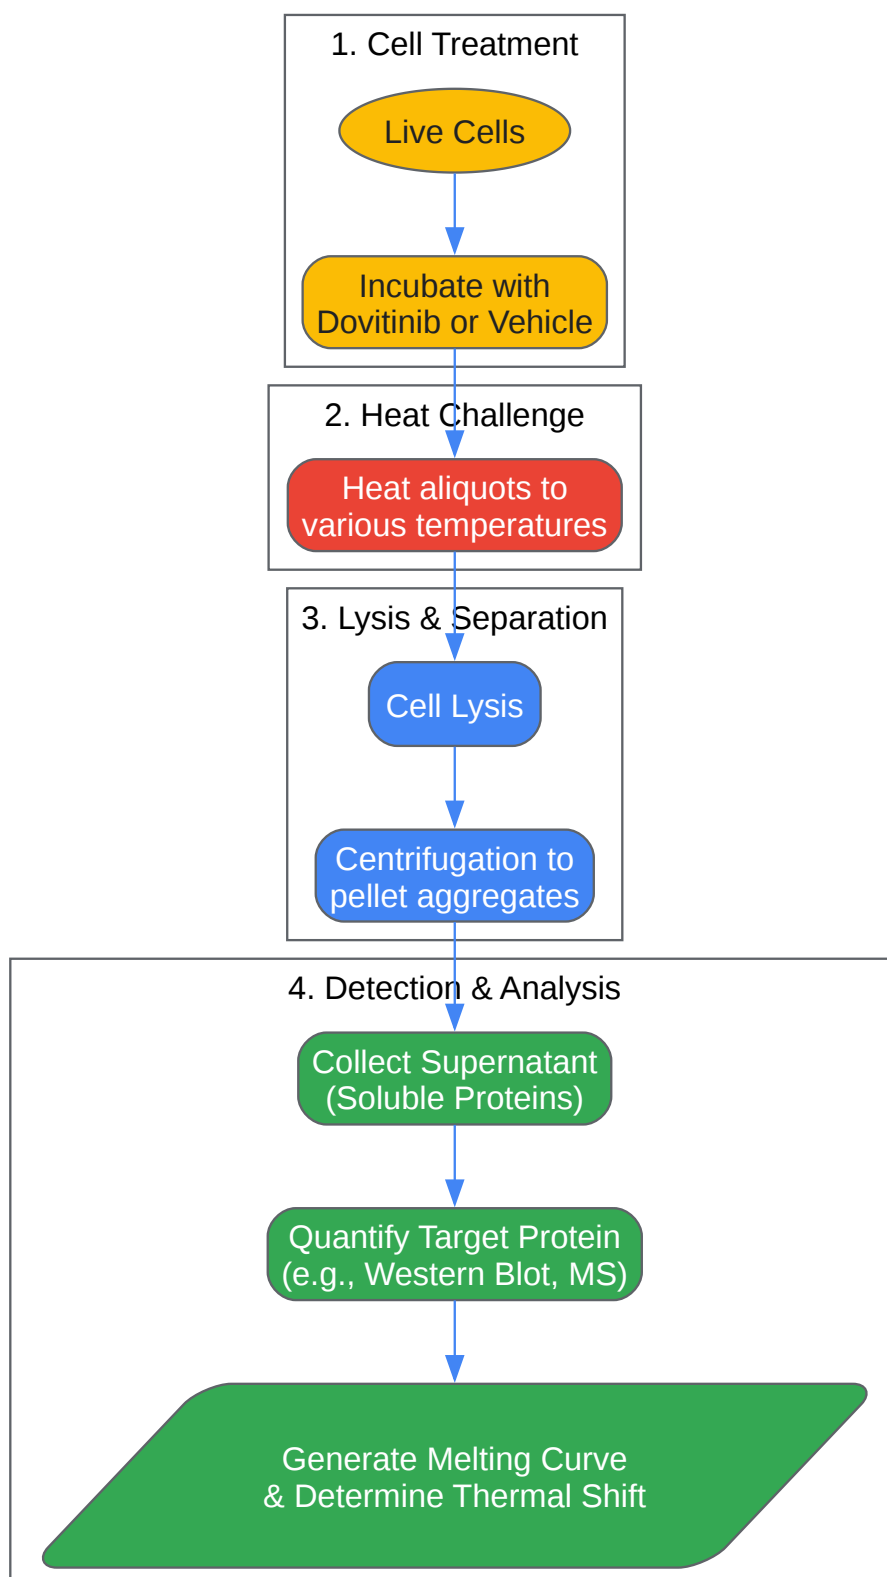 1. Cell Treatment
Live Cells
Incubate with
Dovitinib or Vehicle
2. Heat Challenge
Heat aliquots to
various temperatures
3. Lysis & Separation
Cell Lysis
Centrifugation to
pellet aggregates
4. Detection & Analysis
Collect Supernatant
(Soluble Proteins)
Quantify Target Protein
(e.g., Western Blot, MS)
Generate Melting Curve
& Determine Thermal Shift